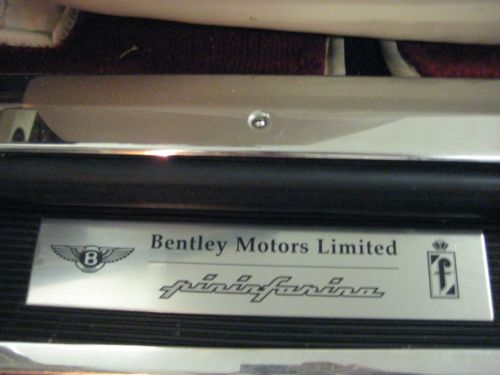 B
Bentley Motors Limited
pininfarina
f